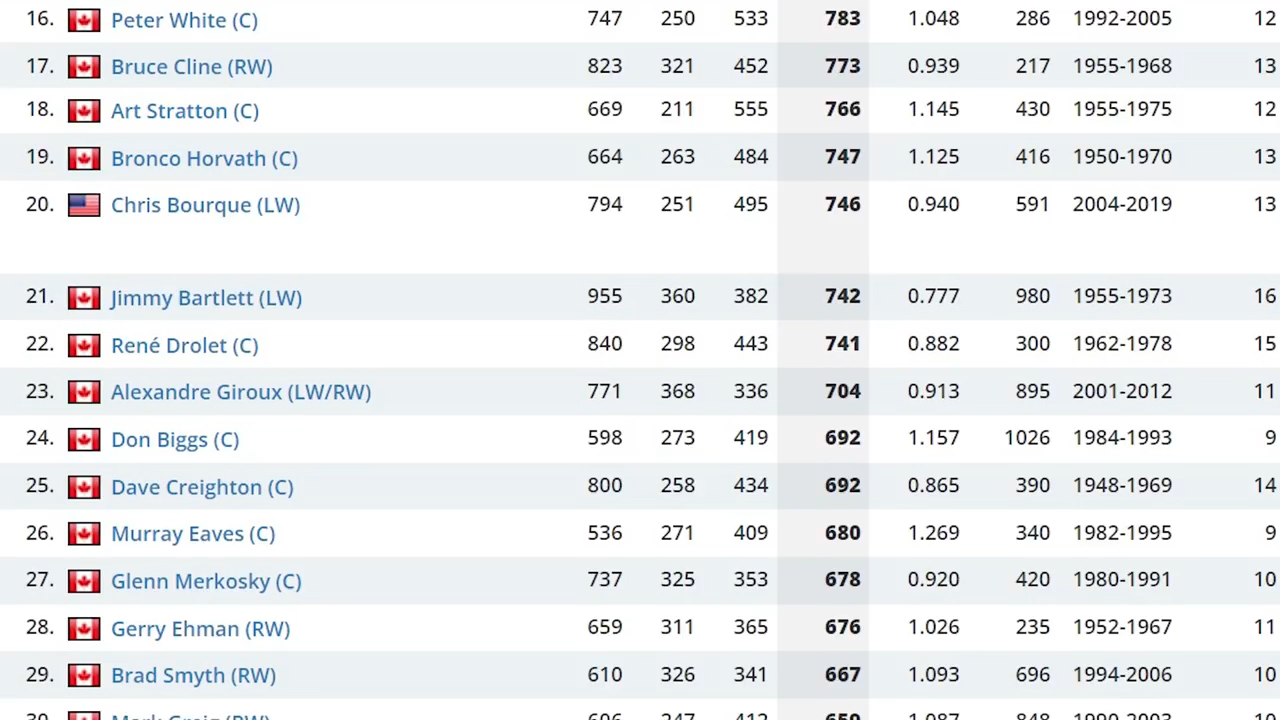 16. Peter White (C) 747 250 533 783 1.048 286 1992-2005 12
17. Bruce Cline (RW) 823 321 452 773 0.939 217 1955-1968 13
18. Art Stratton (C) 669 211 555 766 1.145 430 1955-1975 12
19. Bronco Horvath (C) 664 263 484 747 1.125 416 1950-1970 13
20. Chris Bourque (LW) 794 251 495 746 0.940 591 2004-2019 13
21. Jimmy Bartlett (LW) 955 360 382 742 0.777 980 1955-1973 16
22. René Drolet (C) 840 298 443 741 0.882 300 1962-1978 15
23. Alexandre Giroux (LW/RW) 771 368 336 704 0.913 895 2001-2012 11
24. Don Biggs (C) 598 273 419 692 1.157 1026 1984-1993 9
25. Dave Creighton (C) 800 258 434 692 0.865 390 1948-1969 14
26. Murray Eaves (C) 536 271 409 680 1.269 340 1982-1995 9
27. Glenn Merkosky (C) 737 325 353 678 0.920 420 1980-1991 10
28. Gerry Ehman (RW) 659 311 365 676 1.026 235 1952-1967 11
29. Brad Smyth (RW) 610 326 341 667 1.093 696 1994-2006 10